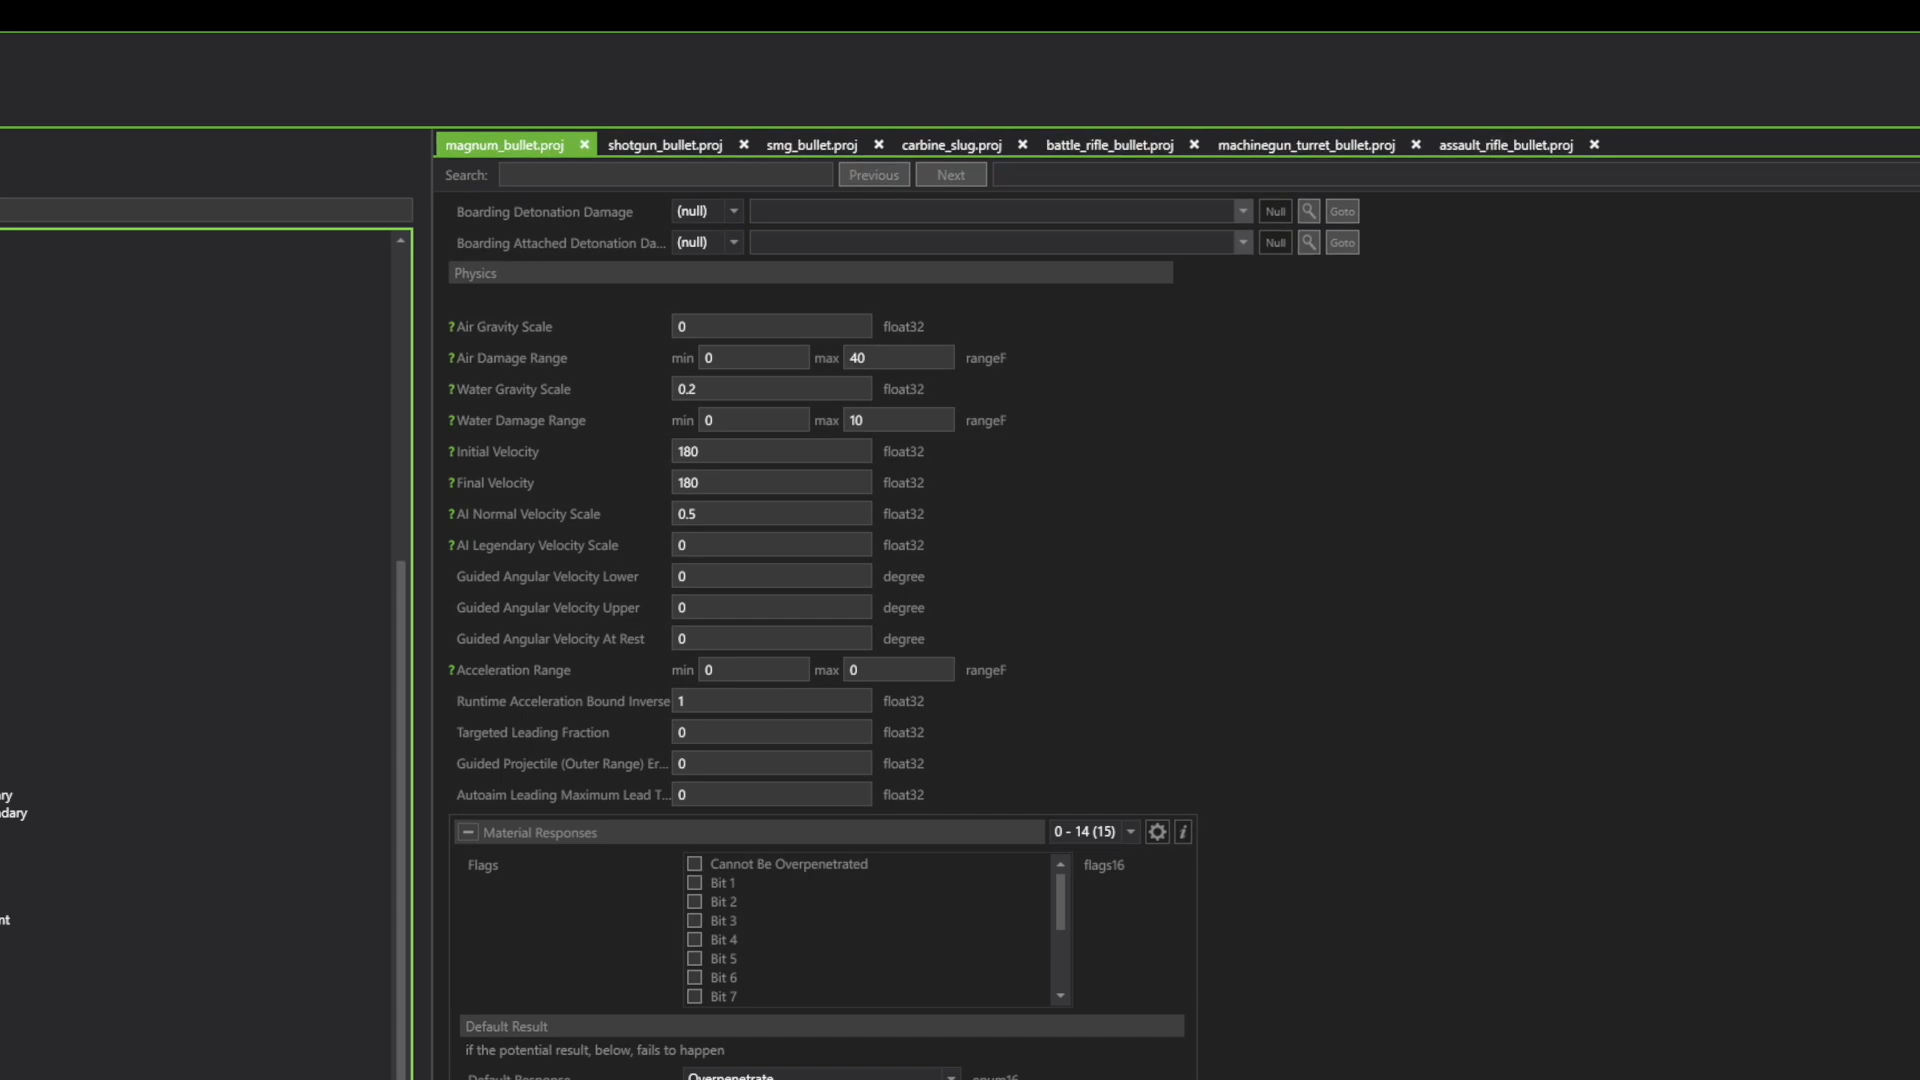 magnum_bullet.proj × shotgun_bullet.proj × smg_bullet.proj × carbine_slug.proj × battle_rifle_bullet.proj × machinegun_turret_bullet.proj × assault_rifle_bullet.proj ×
Search: Previous Next
Boarding Detonation Damage (null) Null Goto
Boarding Attached Detonation Da... (null) Null Goto
Physics
? Air Gravity Scale 0 float32
? Air Damage Range min 0 max 40 rangeF
? Water Gravity Scale 0.2 float32
? Water Damage Range min 0 max 10 rangeF
? Initial Velocity 180 float32
? Final Velocity 180 float32
? AI Normal Velocity Scale 0.5 float32
? AI Legendary Velocity Scale 0 float32
Guided Angular Velocity Lower 0 degree
Guided Angular Velocity Upper 0 degree
Guided Angular Velocity At Rest 0 degree
? Acceleration Range min 0 max 0 rangeF
Runtime Acceleration Bound Inverse 1 float32
Targeted Leading Fraction 0 float32
Guided Projectile (Outer Range) Er... 0 float32
Autoaim Leading Maximum Lead T... 0 float32
ry
dary
nt
Material Responses 0 - 14 (15) i
Flags Cannot Be Overpenetrated flags16
Bit 1
Bit 2
Bit 3
Bit 4
Bit 5
Bit 6
Bit 7
Default Result
if the potential result, below, fails to happen
Default Response Overpenetrate enum16